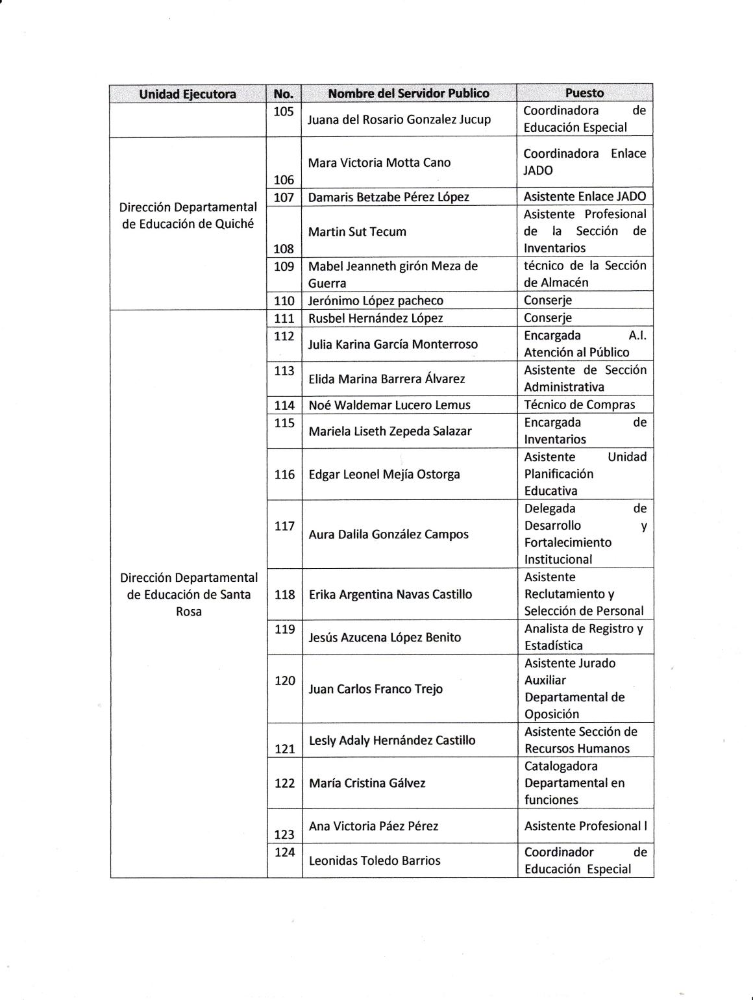 Unidad Ejecutora No. Nombre del Servidor Publico Puesto
105 Juana del Rosario Gonzalez Jucup Coordinadora de
Educación Especial
Dirección Departamental
de Educación de Quiché
106 Mara Victoria Motta Cano Coordinadora Enlace
JADO
107 Damaris Betzabe Pérez López Asistente Enlace JADO
108 Martin Sut Tecum Asistente Profesional
de la Sección de
Inventarios
109 Mabel Jeanneth girón Meza de
Guerra
técnico de la Sección
de Almacén
110 Jerónimo López pacheco Conserje
Dirección Departamental
de Educación de Santa
Rosa
111 Rusbel Hernández López Conserje
112 Julia Karina García Monterroso Encargada A.I.
Atención al Público
113 Elida Marina Barrera Álvarez Asistente de Sección
Administrativa
114 Noé Waldemar Lucero Lemus Técnico de Compras
115 Mariela Liseth Zepeda Salazar Encargada de
Inventarios
116 Edgar Leonel Mejía Ostorga Asistente Unidad
Planificación
Educativa
117 Aura Dalila González Campos Delegada de
Desarrollo y
Fortalecimiento
Institucional
118 Erika Argentina Navas Castillo Asistente
Reclutamiento y
Selección de Personal
119 Jesús Azucena López Benito Analista de Registro y
Estadística
120 Juan Carlos Franco Trejo Asistente Jurado
Auxiliar
Departamental de
Oposición
121 Lesly Adaly Hernández Castillo Asistente Sección de
Recursos Humanos
122 María Cristina Gálvez Catalogadora
Departamental en
funciones
123 Ana Victoria Páez Pérez Asistente Profesional I
124 Leonidas Toledo Barrios Coordinador de
Educación Especial